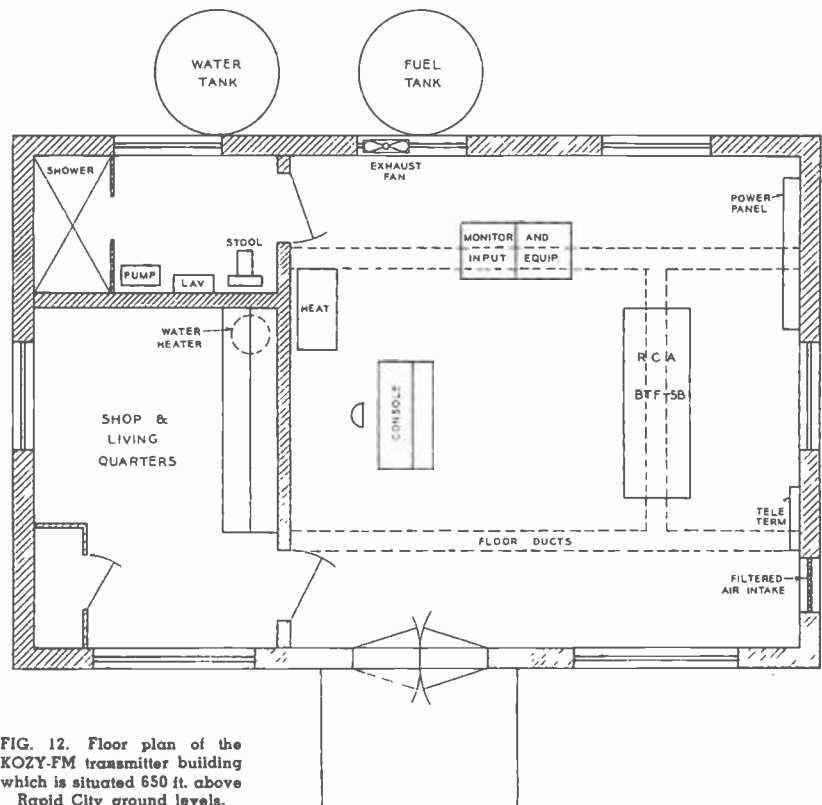 WATER
TANK
FUEL
TANK
SHOWER
EXHAUST
FAN
POWER
PANEL
STOOL
MONITOR AND
INPUT EQUIP.
PUMP
LAV
HEAT
WATER
HEATER
RCA
BTF-5B
CONSOLE
SHOP &
LIVING
QUARTERS
TELE
TERM
FLOOR DUCTS
FILTERED
AIR INTAKE
FIG. 12. Floor plan of the
KOZY-FM transmitter building
which is situated 650 ft. above
Rapid City ground levels.